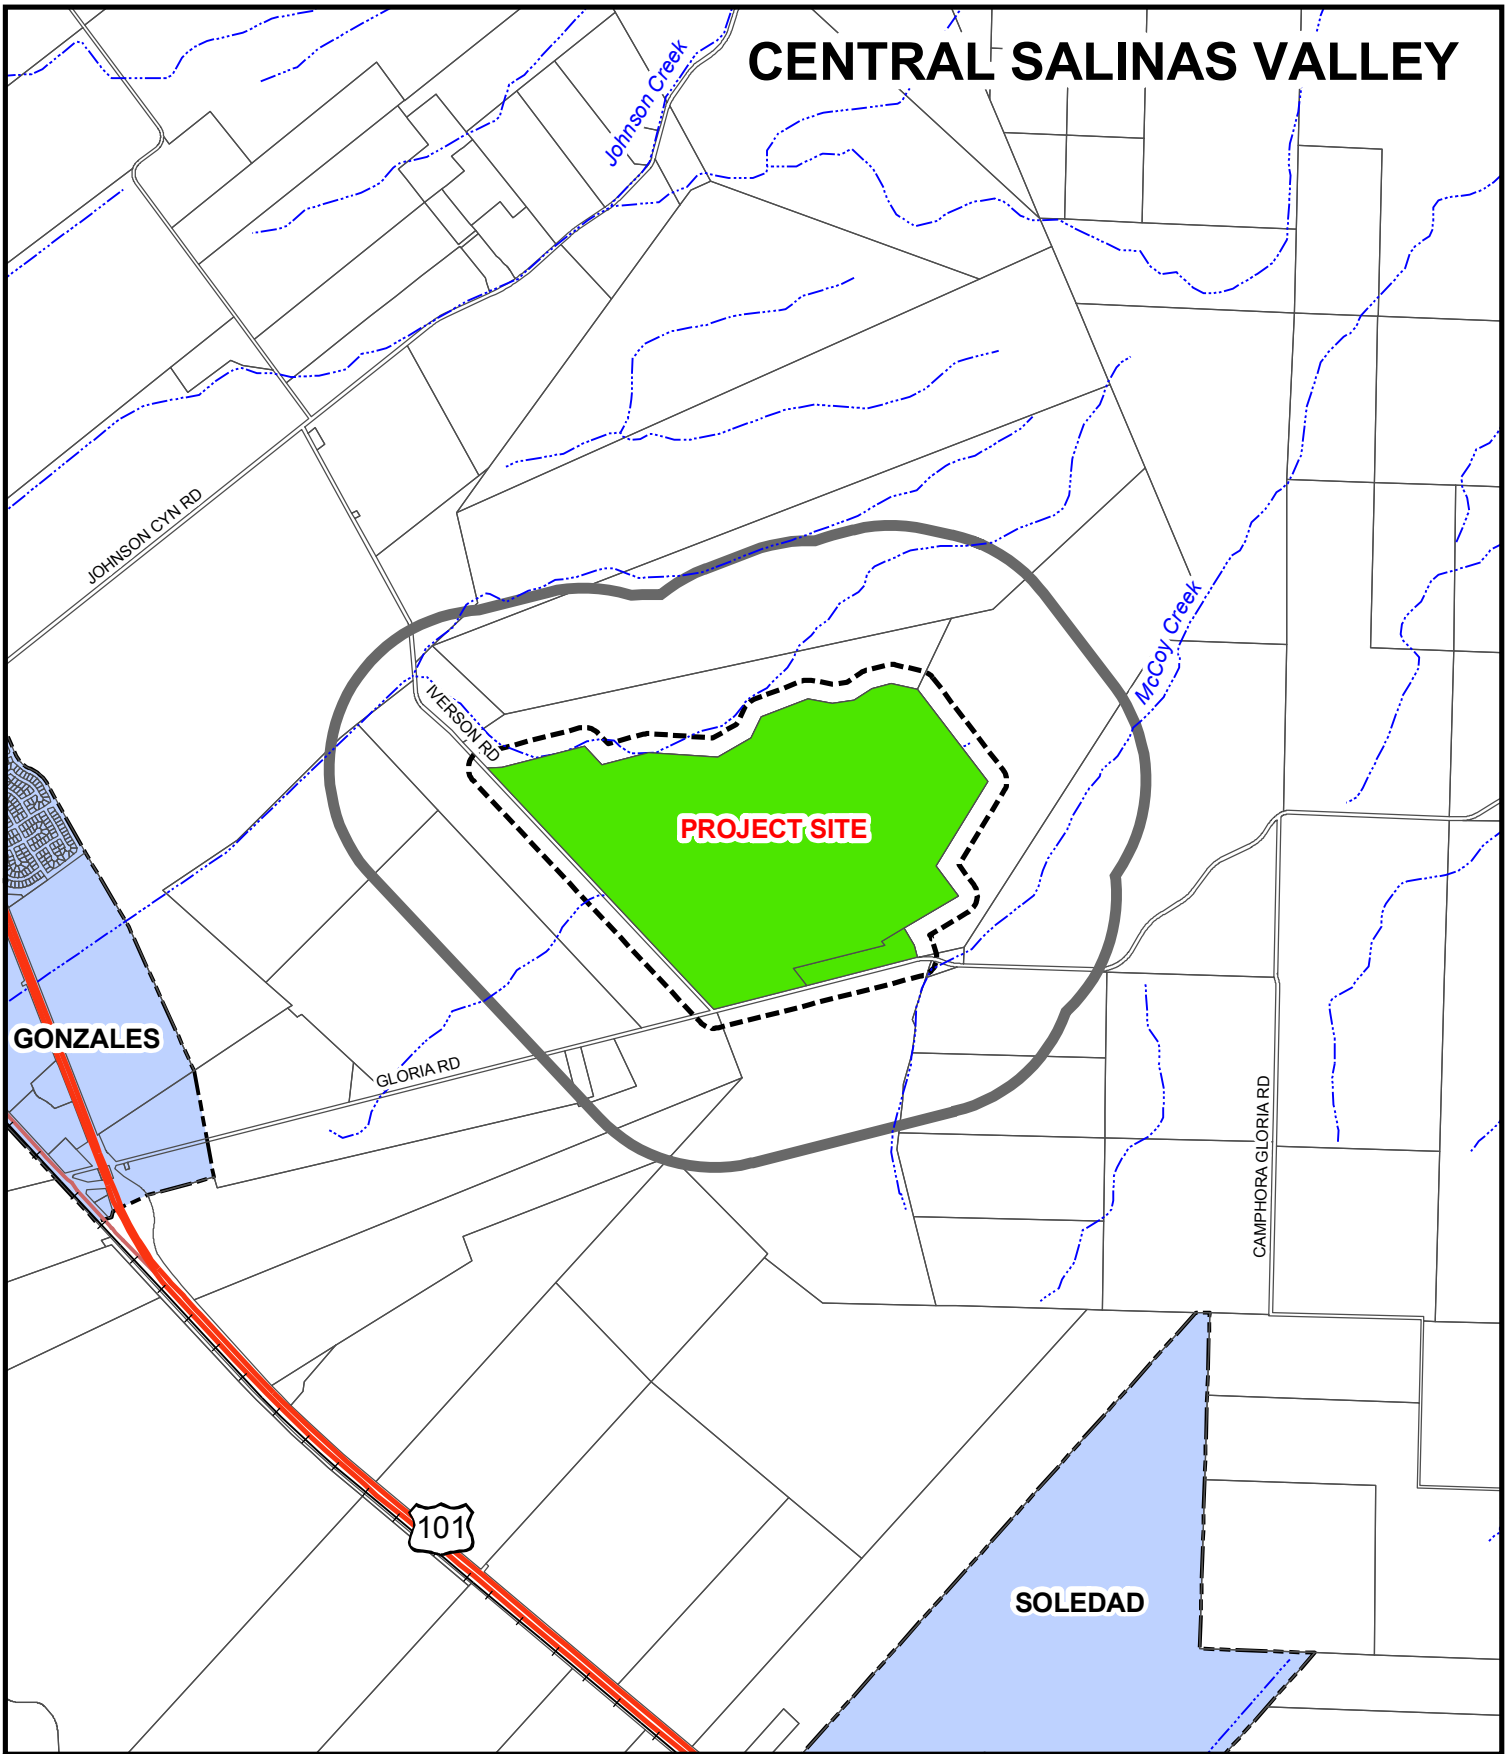 CENTRAL SALINAS VALLEY
Johnson Creek
JOHNSON CYN RD
McCoy Creek
IVERSON RD
PROJECT SITE
GONZALES
GLORIA RD
CAMPHORA GLORIA RD
101
SOLEDAD